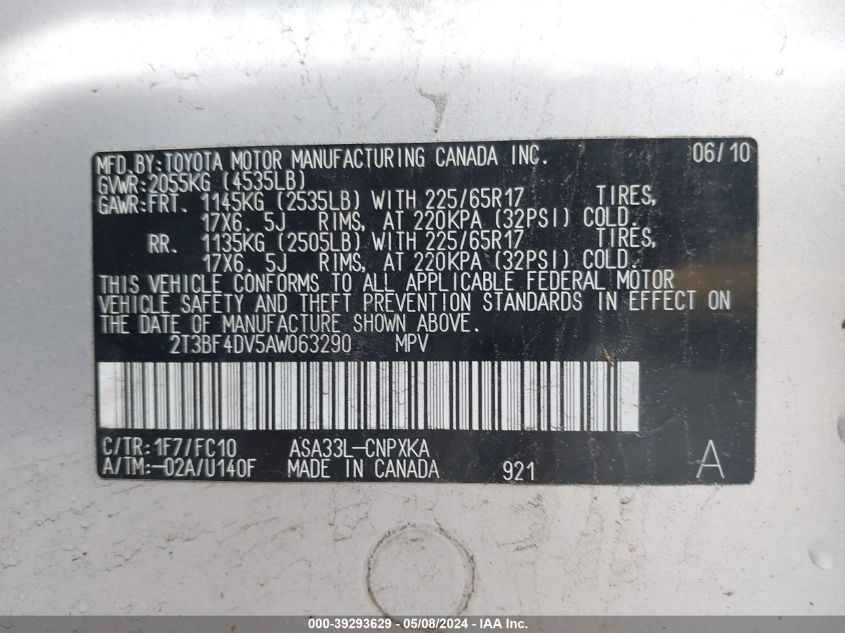 MFD.BY:TOYOTA MOTOR MANUFACTURING CANADA INC. 06/10
GVWR:2055KG (4535LB)
GAWR:FRT. 1145KG (2535LB) WITH 225/65R17 TIRES,
17X6. 5J RIMS, AT 220KPA (32PSI) COLD.
RR. 1135KG (2505LB) WITH 225/65R17 TIRES,
17X6. 5J RIMS, AT 220KPA (32PSI) COLD.
THIS VEHICLE CONFORMS TO ALL APPLICABLE FEDERAL MOTOR
VEHICLE SAFETY AND THEFT PREVENTION STANDARDS IN EFFECT ON
THE DATE OF MANUFACTURE SHOWN ABOVE.
2T3BF4DV5AW063290 MPV
C/TR:1F7/FC10 ASA33L-CNPXKA
A/TM:-02A/U140F MADE IN CANADA 921 A
000-39293629 - 05/08/2024 - IAA Inc.